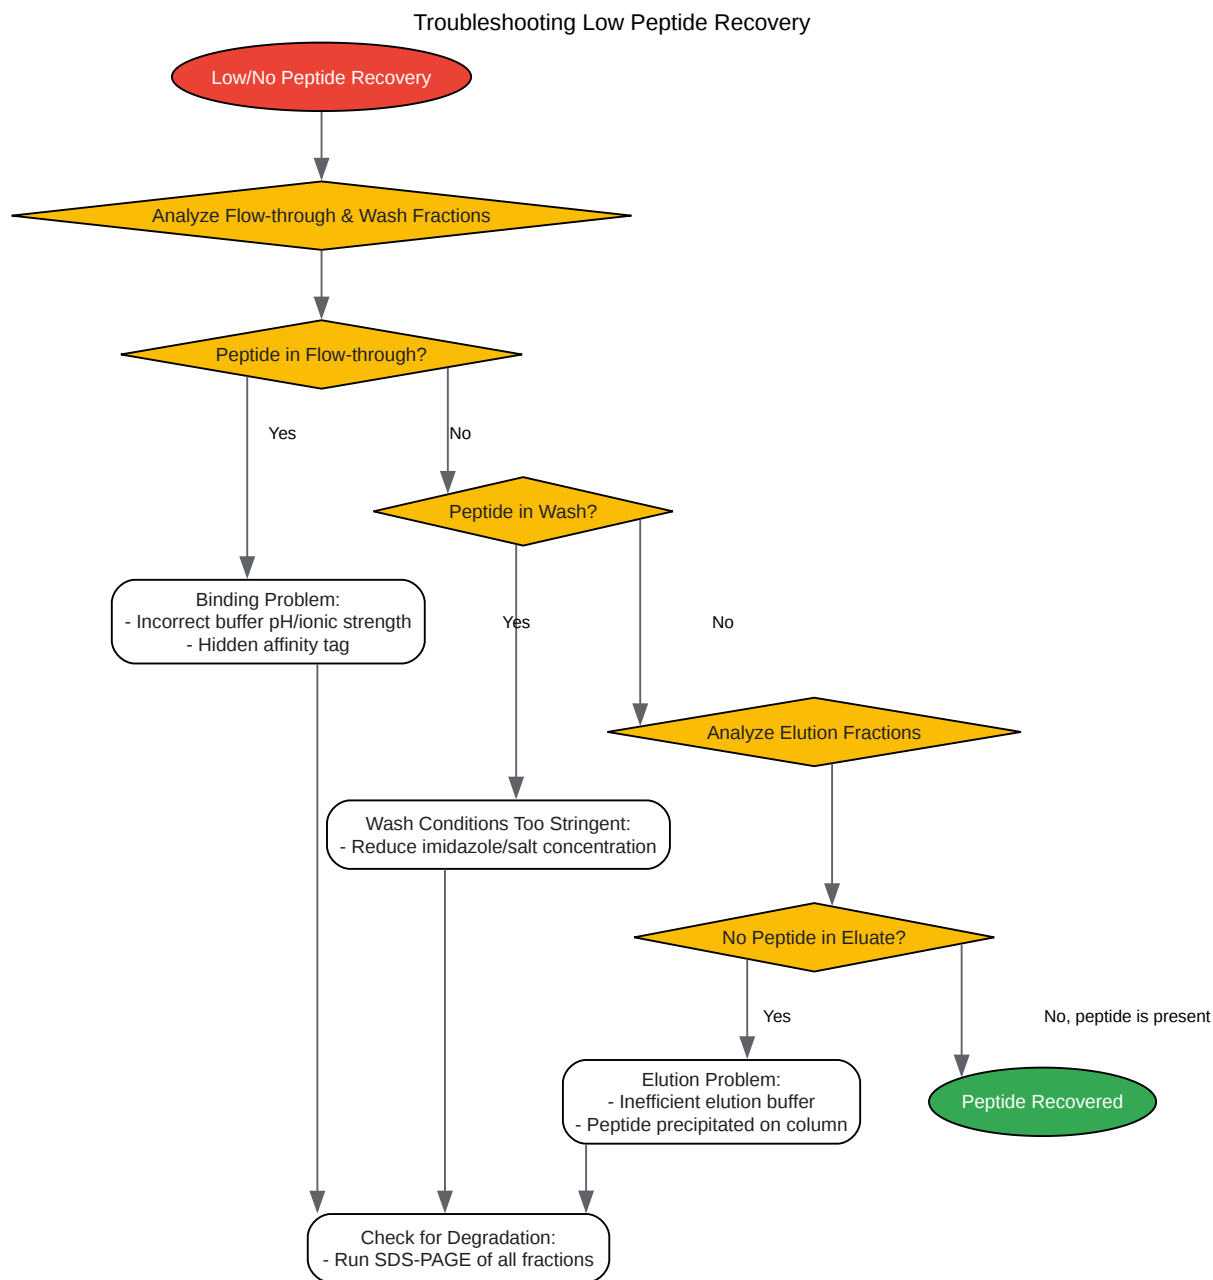 Troubleshooting Low Peptide Recovery
Low/No Peptide Recovery
Analyze Flow-through & Wash Fractions
Peptide in Flow-through?
Yes
No
Peptide in Wash?
Binding Problem:
- Incorrect buffer pH/ionic strength
- Hidden affinity tag
Yes
No
Analyze Elution Fractions
Wash Conditions Too Stringent:
- Reduce imidazole/salt concentration
No Peptide in Eluate?
Yes
No, peptide is present
Elution Problem:
- Inefficient elution buffer
- Peptide precipitated on column
Peptide Recovered
Check for Degradation:
- Run SDS-PAGE of all fractions